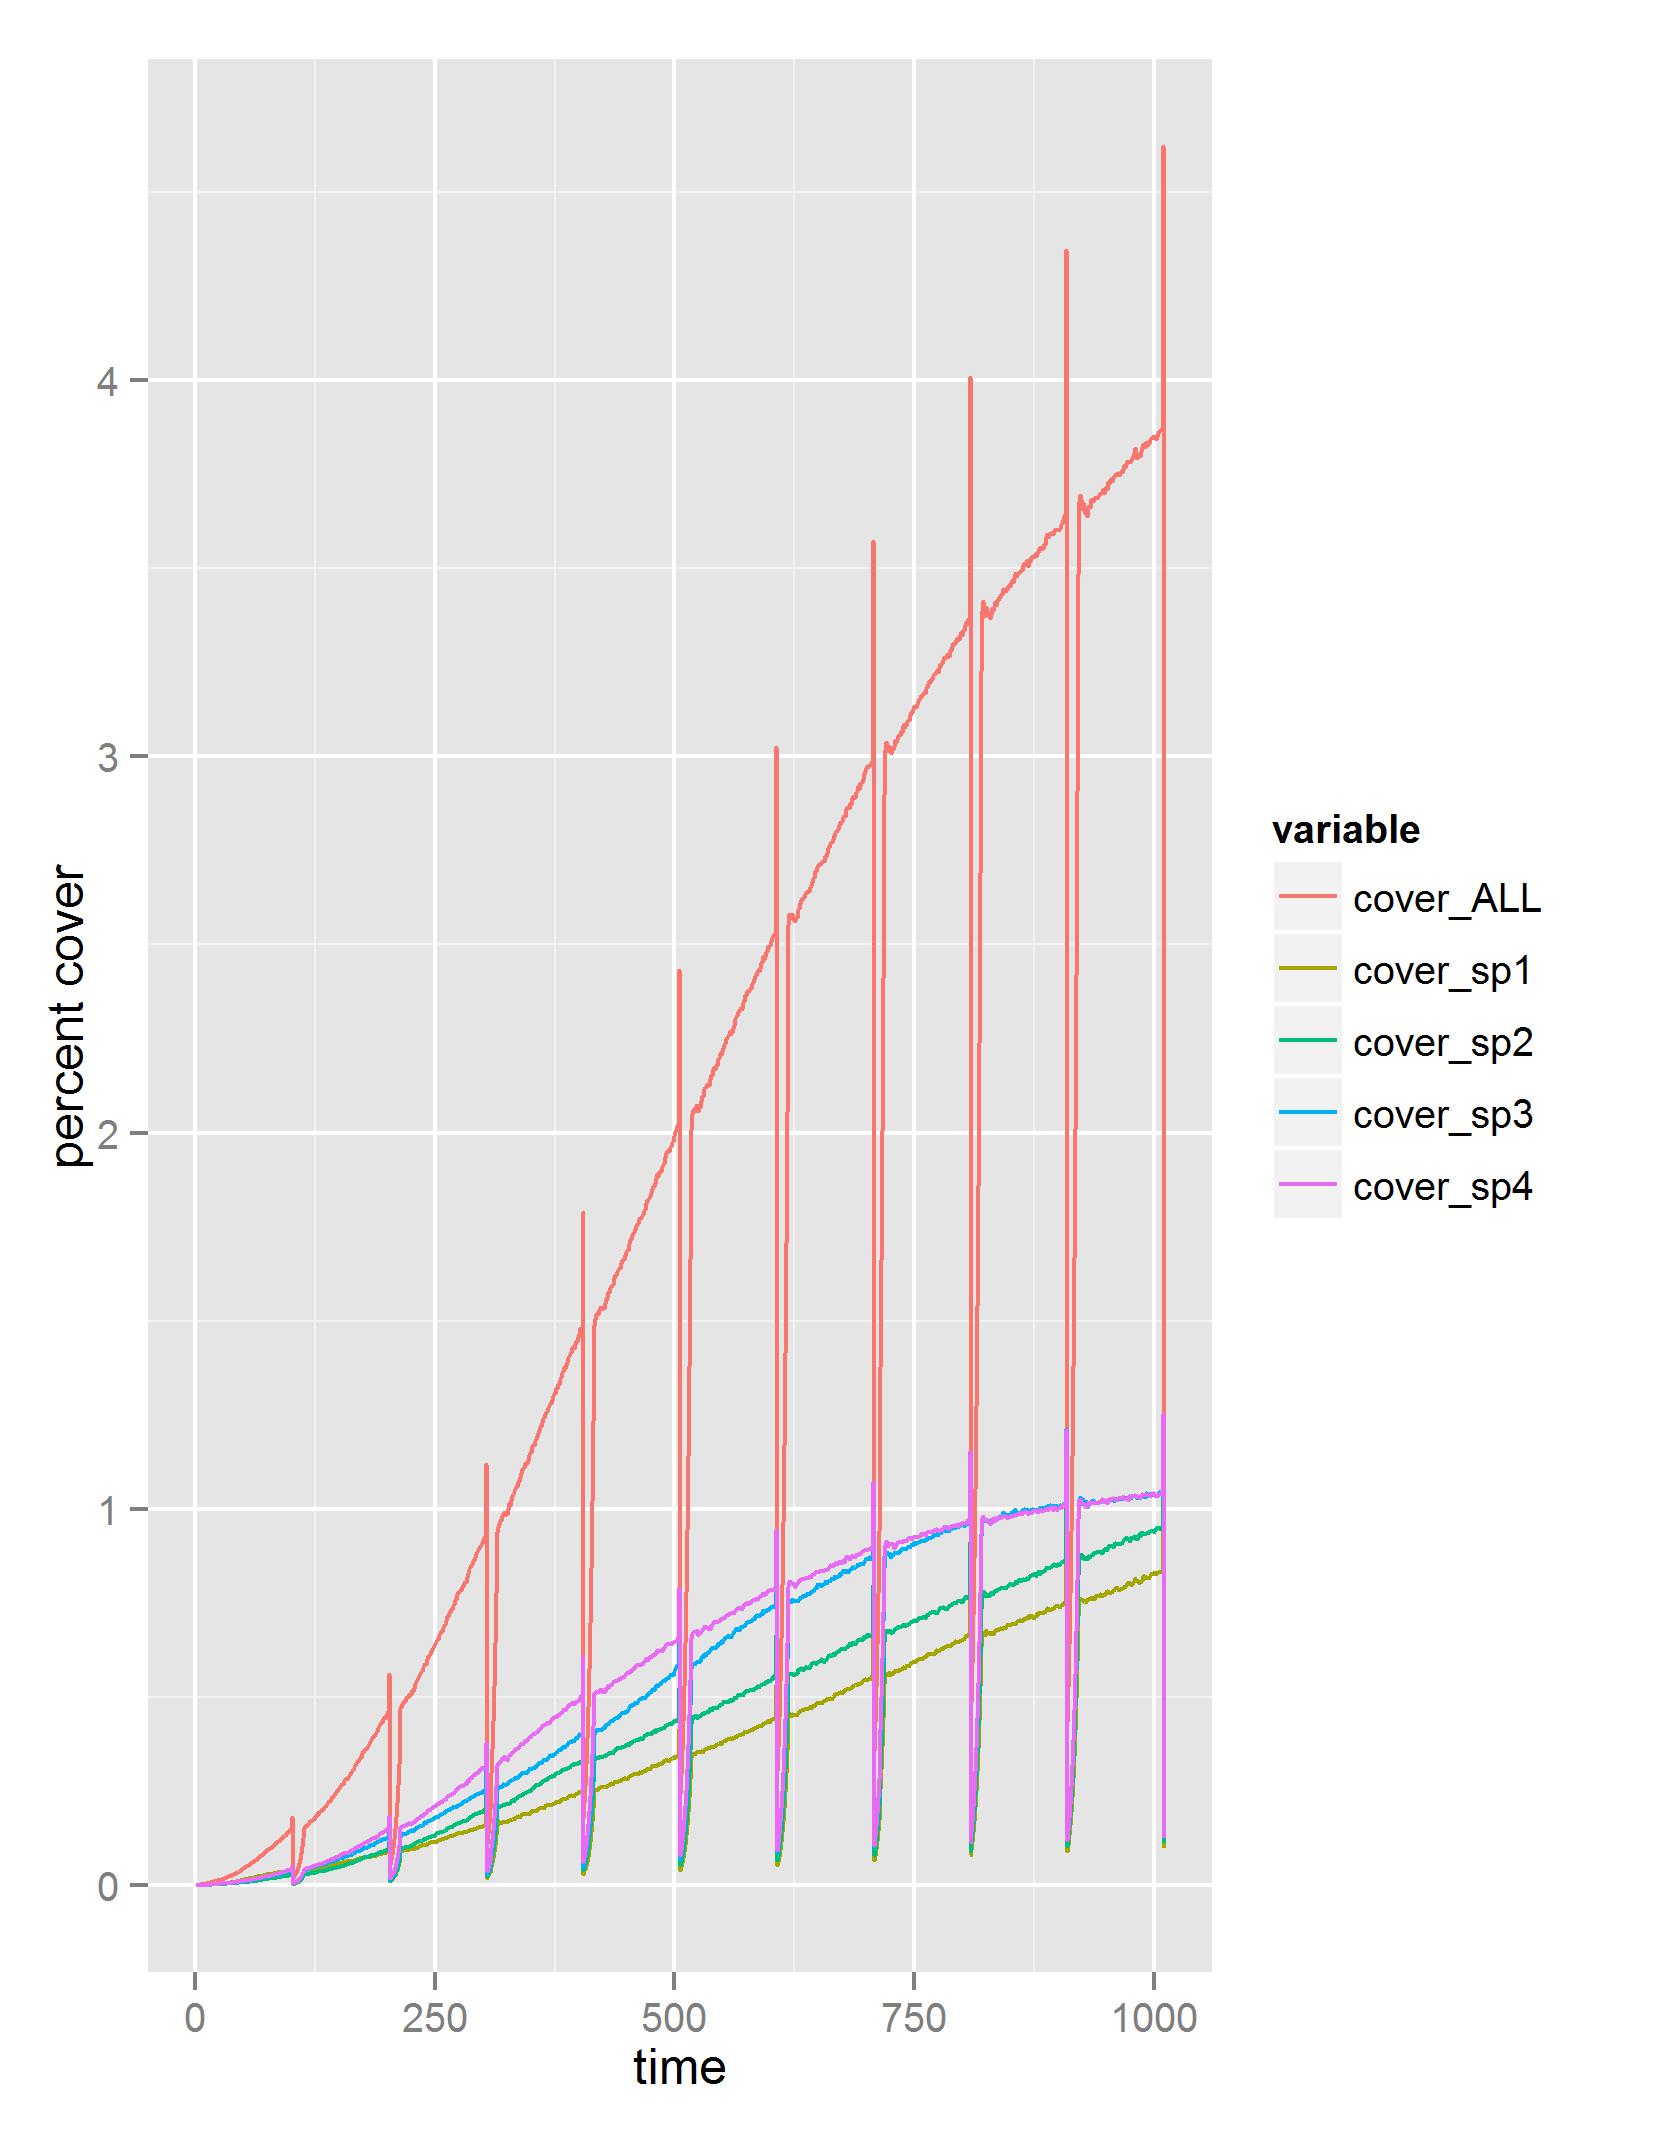 percent cover
4
3
2
1
0
0 250 500 750 1000
time
variable
cover_ALL
cover_sp1
cover_sp2
cover_sp3
cover_sp4